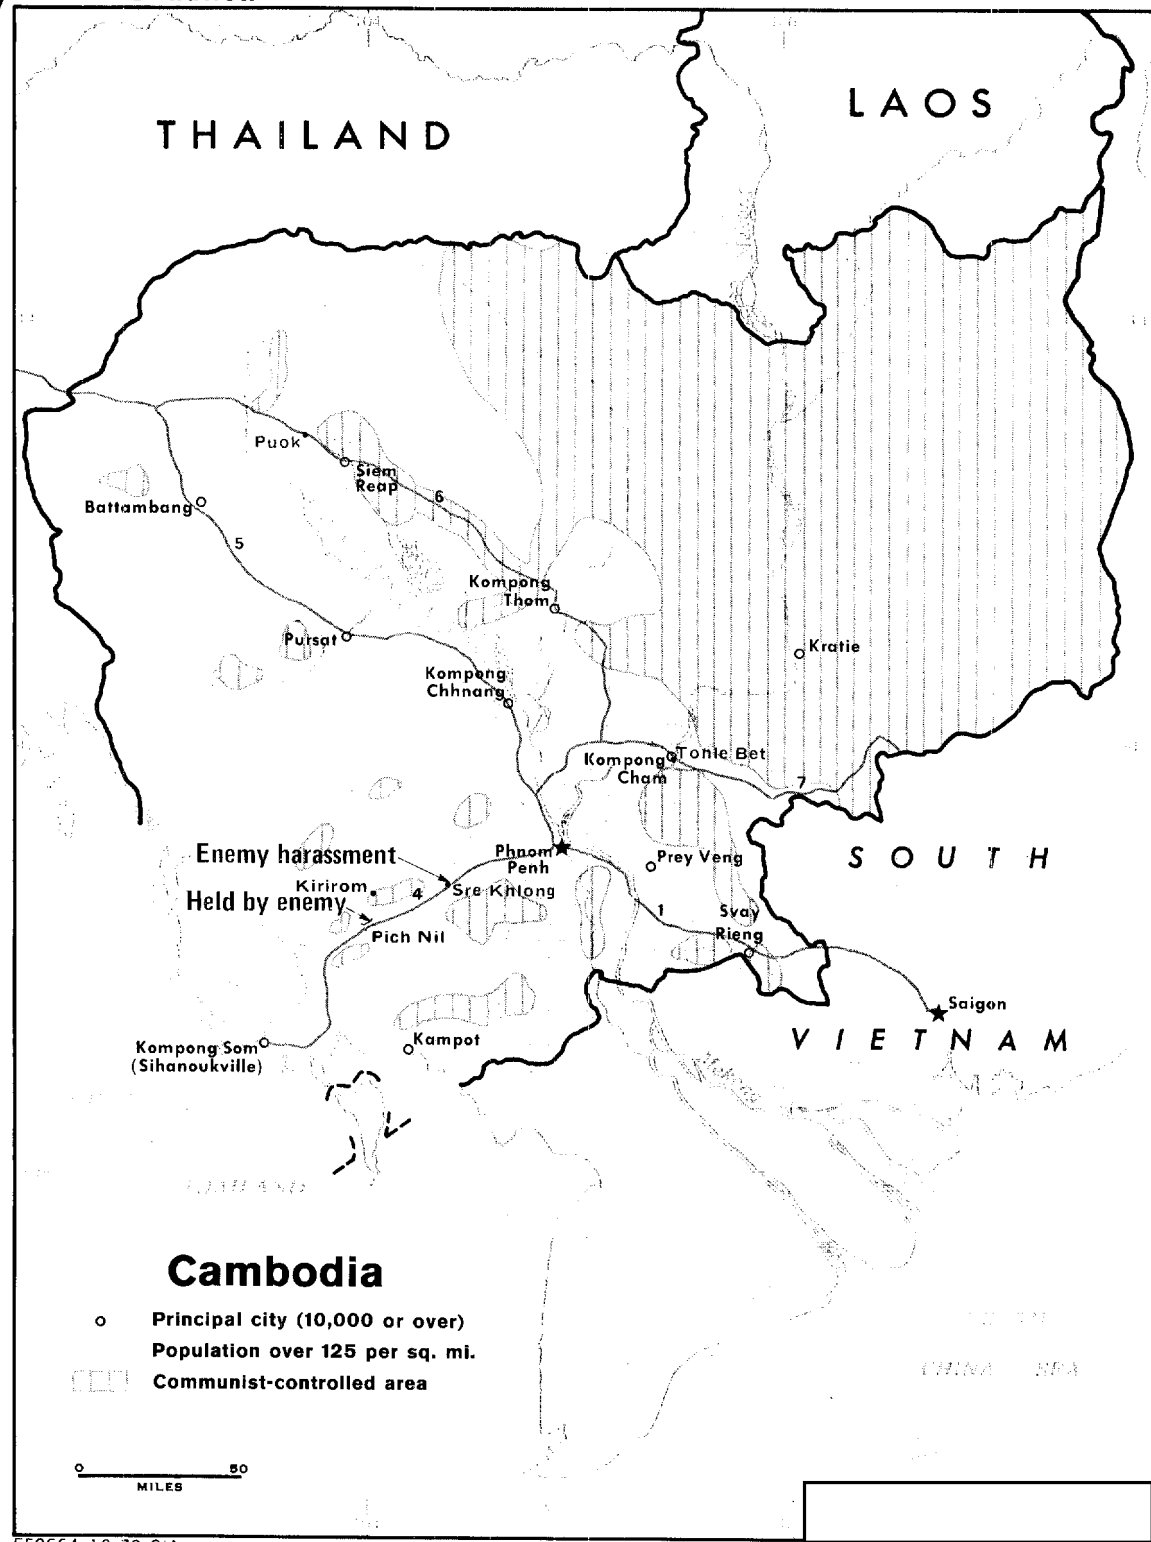 THAILAND
LAOS
Puok
Siem
Reap
6
Battambang
5
Kompong
Thom
Pursat
Kratie
Kompong
Chhnang
Tonle Bet
Kompong
Cham
7
Enemy harassment
Phnom
Penh
Prey Veng
SOUTH
Kirirom
4
Sre Khlong
Held by enemy
1
Svay
Rieng
Pich Nil
Saigon
VIETNAM
Kompong Som
(Sihanoukville)
Kampot
Mekong
Cambodia
Principal city (10,000 or over)
Population over 125 per sq. mi.
Communist-controlled area
CHINA SEA
0 50
MILES